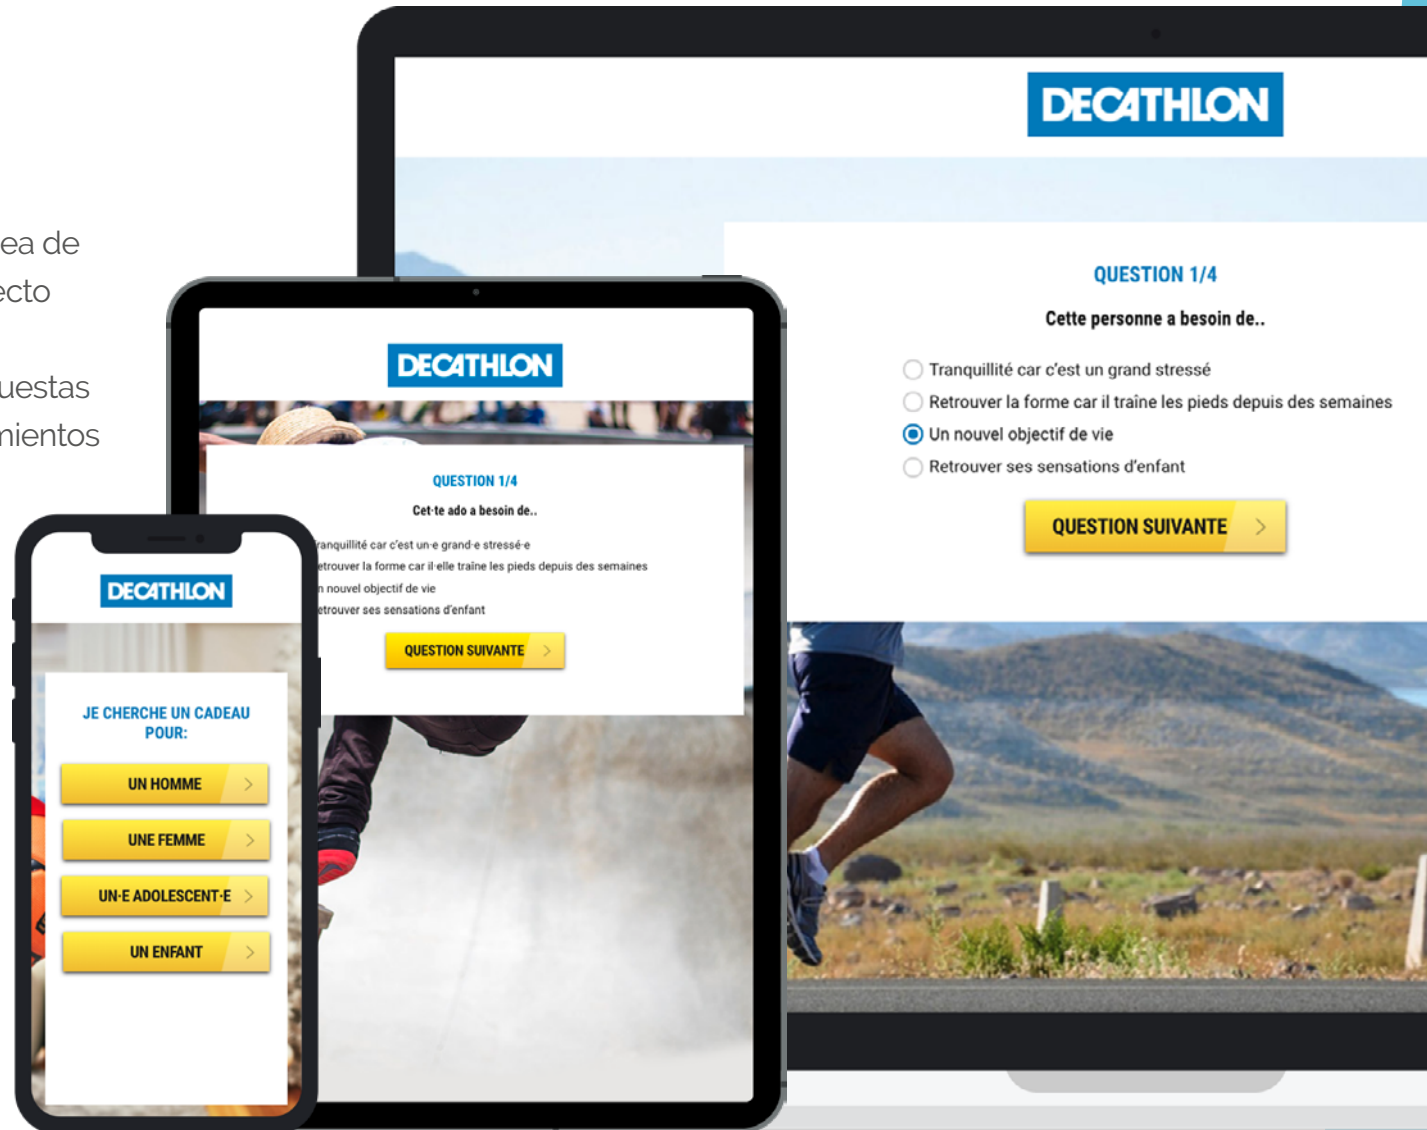 ea de
ecto
uestas
mientos
DECATHLON
JE CHERCHE UN CADEAU
POUR:
UN HOMME
UNE FEMME
UN·E ADOLESCENT·E
UN ENFANT
DECATHLON
QUESTION 1/4
Cet·te ado a besoin de..
ranquillité car c'est un·e grand·e stressé·e
etrouver la forme car il·elle traîne les pieds depuis des semaines
n nouvel objectif de vie
etrouver ses sensations d'enfant
QUESTION SUIVANTE
DECATHLON
QUESTION 1/4
Cette personne a besoin de..
Tranquillité car c'est un grand stressé
Retrouver la forme car il traîne les pieds depuis des semaines
Un nouvel objectif de vie
Retrouver ses sensations d'enfant
QUESTION SUIVANTE